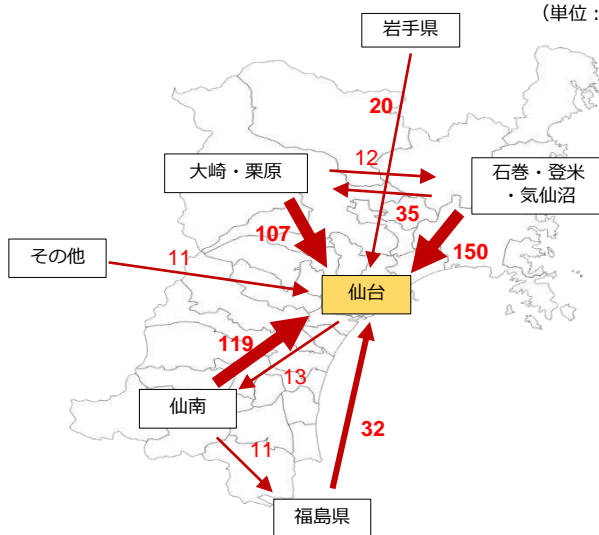 (単位：
岩手県
20
大崎・栗原
12
石巻・登米
・気仙沼
35
107
150
その他
11
仙台
119
13
仙南
32
11
福島県